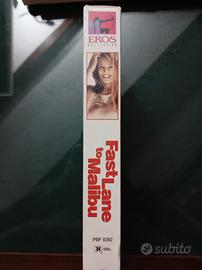 EROS
COLLECTION
Fast Lane
to Malibu
PBF 8392
R
subito